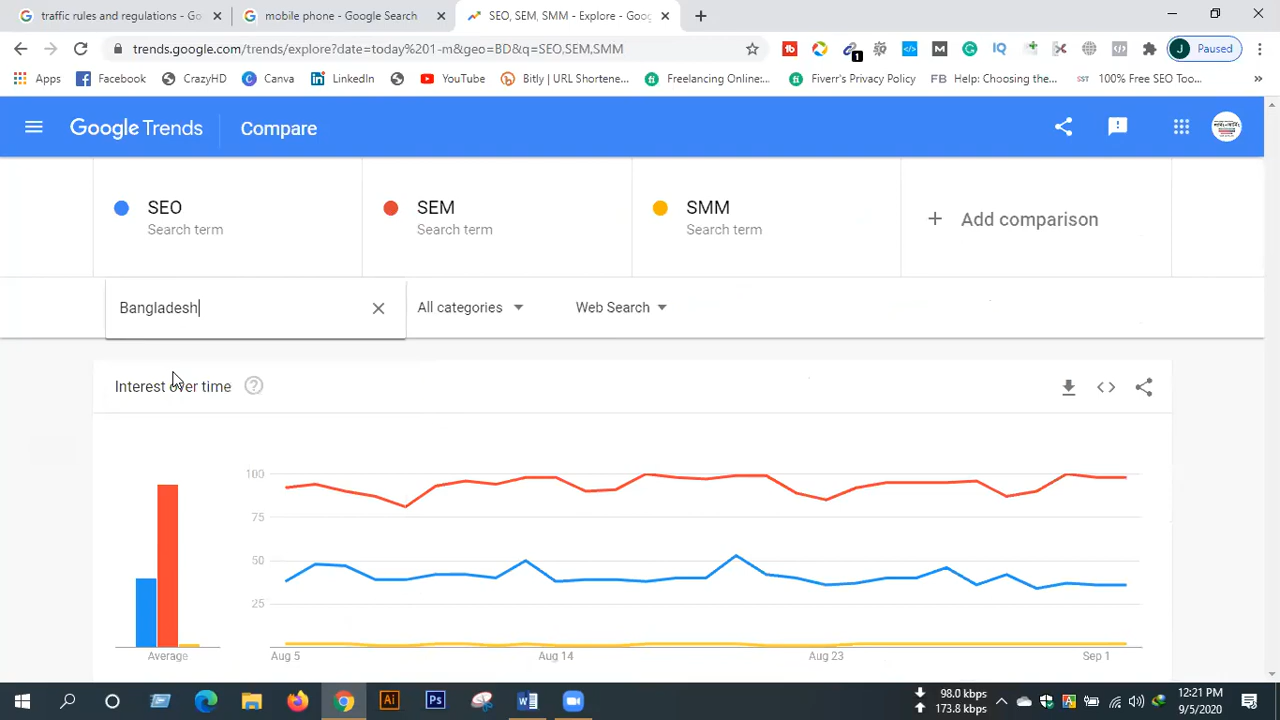 traffic rules and regulations - Go
mobile phone - Google Search
SEO, SEM, SMM - Explore - Goo
trends.google.com/trends/explore?date=today%201-m&geo=BD&q=SEO,SEM,SMM
1
J Paused
Apps
Facebook
CrazyHD
Canva
LinkedIn
YouTube
Bitly | URL Shortene...
Freelancing Online:...
Fiverr's Privacy Policy
FB Help: Choosing the...
SST 100% Free SEO Too...
»
Google Trends
Compare
SEO
Search term
SEM
Search term
SMM
Search term
+ Add comparison
Bangladesh
All categories
Web Search
Interest over time
100
75
50
25
Average
Aug 5
Aug 14
Aug 23
Sep 1
98.0 kbps
173.8 kbps
12:21 PM
9/5/2020